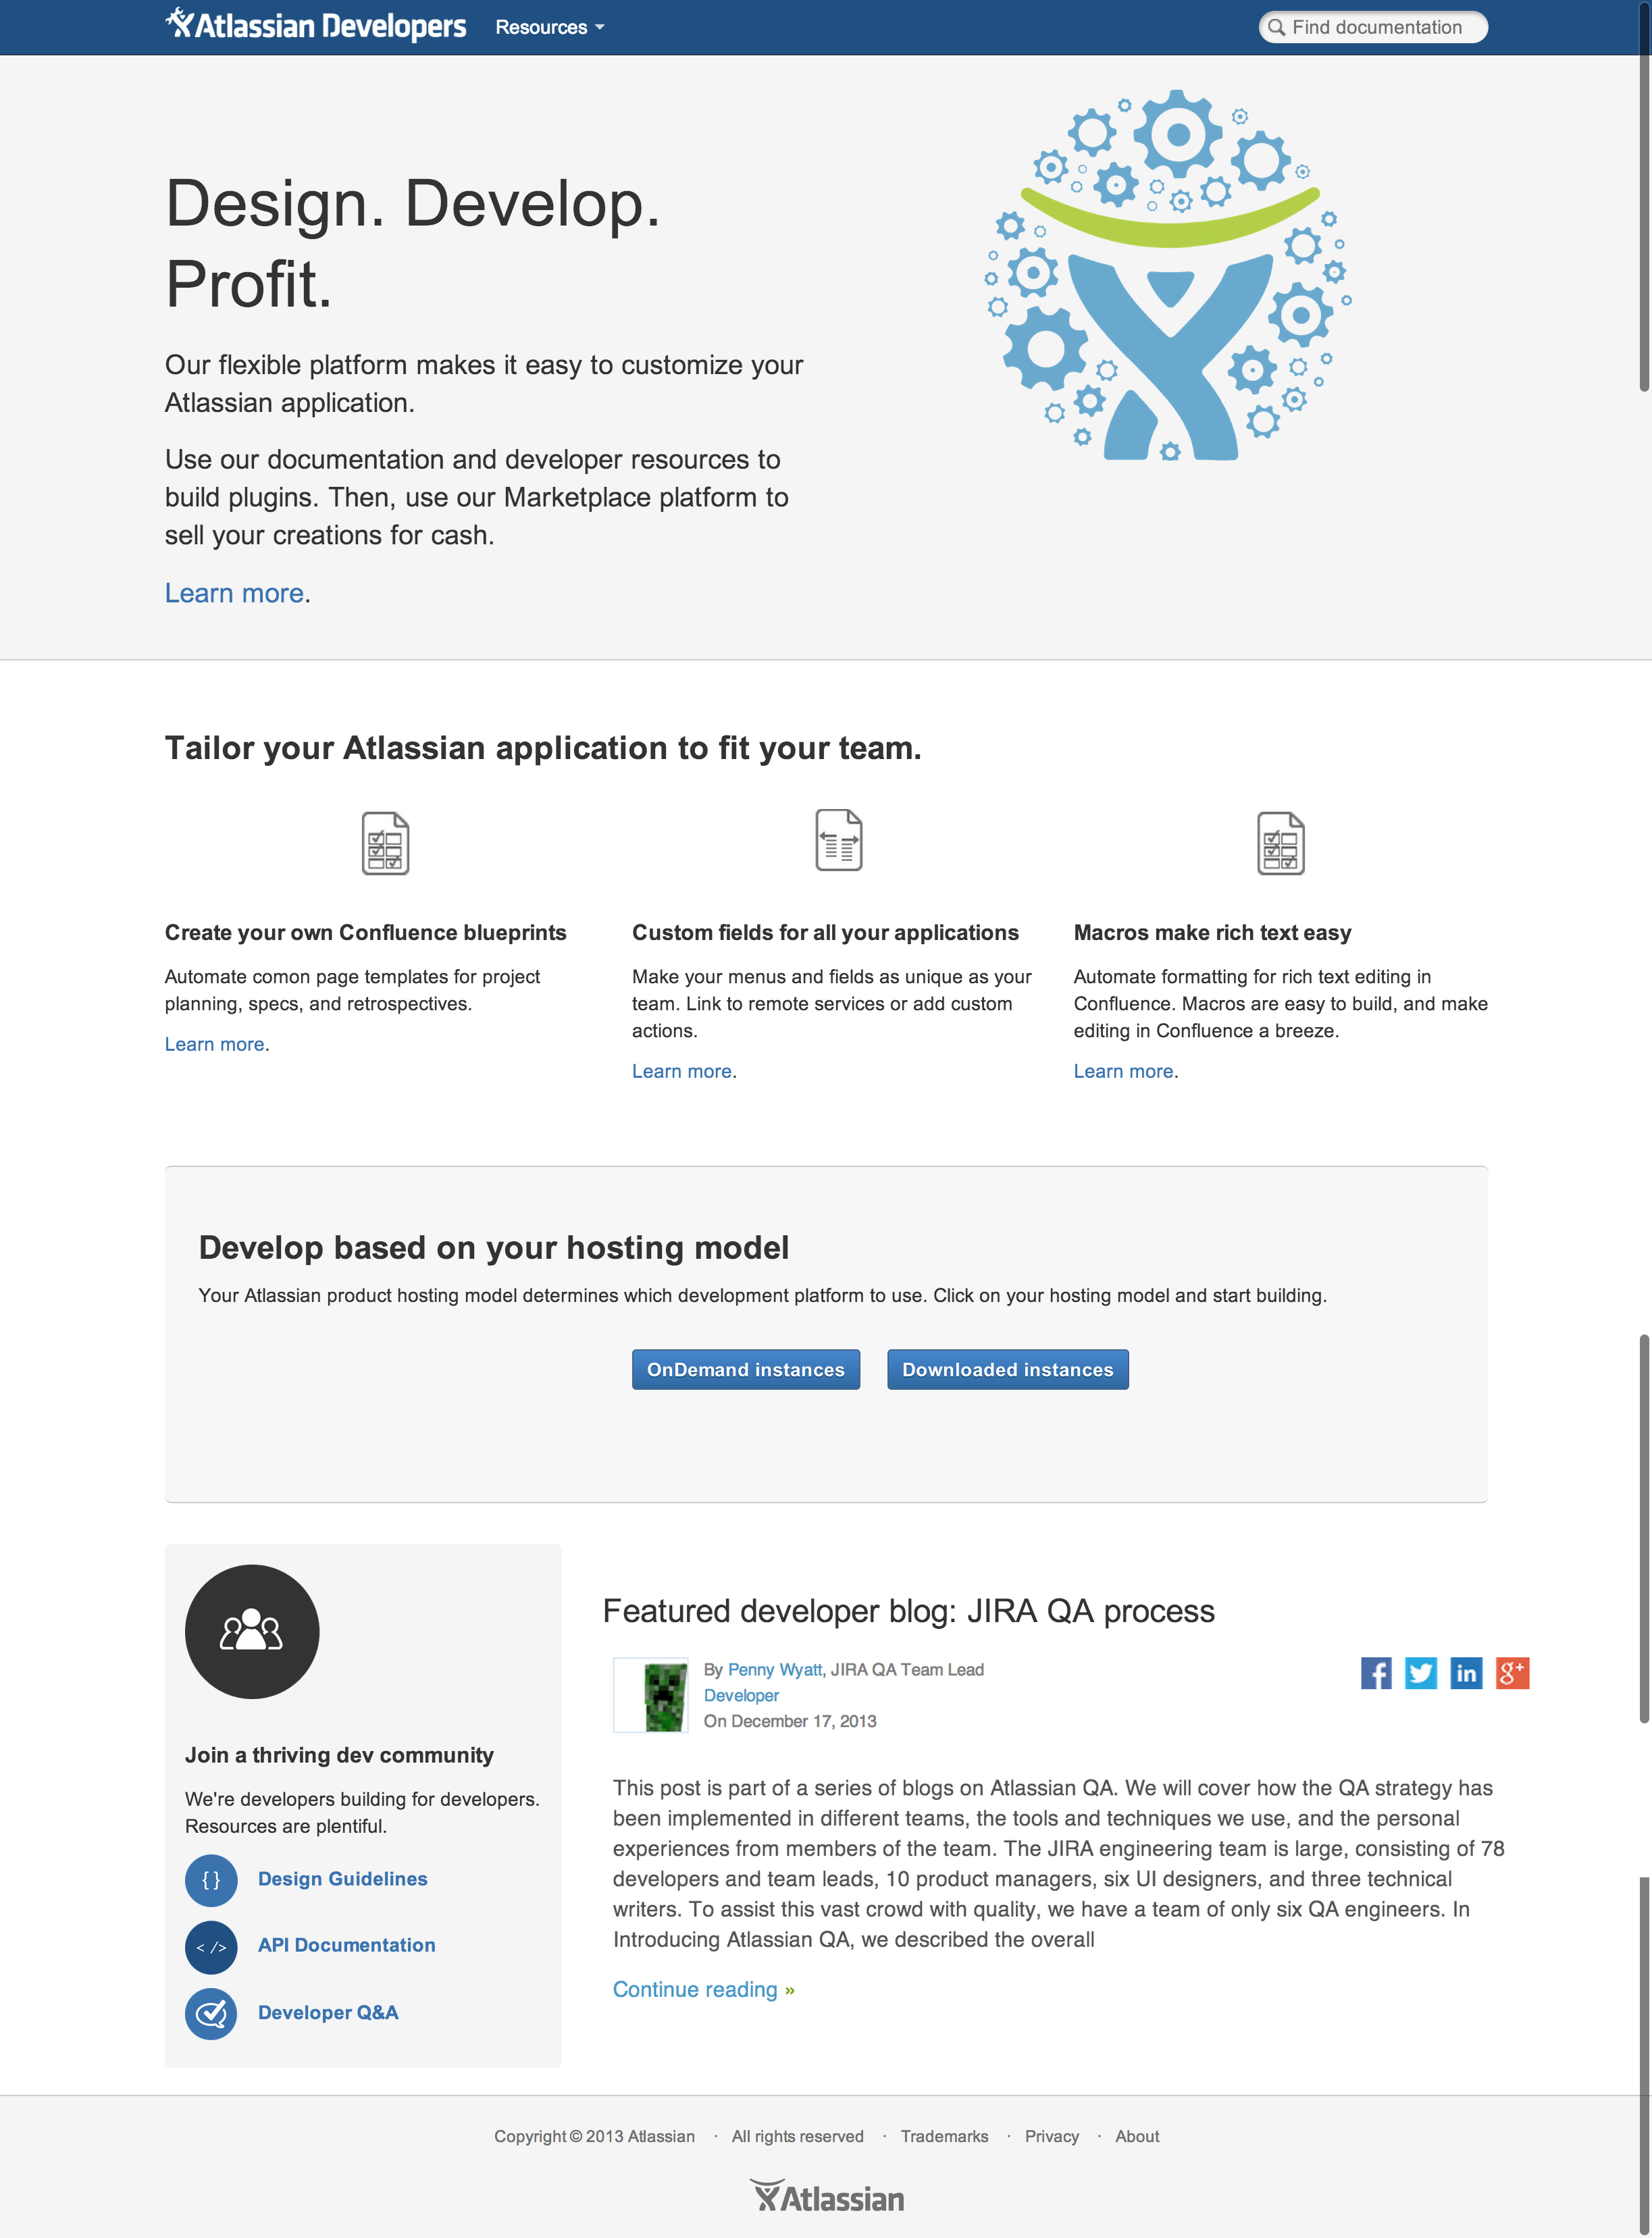 Atlassian Developers
Resources
Find documentation
Design. Develop.
Profit.
Our flexible platform makes it easy to customize your
Atlassian application.
Use our documentation and developer resources to
build plugins. Then, use our Marketplace platform to
sell your creations for cash.
Learn more.
Tailor your Atlassian application to fit your team.
Create your own Confluence blueprints
Automate comon page templates for project
planning, specs, and retrospectives.
Learn more.
Custom fields for all your applications
Make your menus and fields as unique as your
team. Link to remote services or add custom
actions.
Learn more.
Macros make rich text easy
Automate formatting for rich text editing in
Confluence. Macros are easy to build, and make
editing in Confluence a breeze.
Learn more.
Develop based on your hosting model
Your Atlassian product hosting model determines which development platform to use. Click on your hosting model and start building.
OnDemand instances
Downloaded instances
Join a thriving dev community
We're developers building for developers.
Resources are plentiful.
{ } Design Guidelines
< /> API Documentation
Developer Q&A
Featured developer blog: JIRA QA process
By Penny Wyatt, JIRA QA Team Lead
Developer
On December 17, 2013
f
in
g+
This post is part of a series of blogs on Atlassian QA. We will cover how the QA strategy has
been implemented in different teams, the tools and techniques we use, and the personal
experiences from members of the team. The JIRA engineering team is large, consisting of 78
developers and team leads, 10 product managers, six UI designers, and three technical
writers. To assist this vast crowd with quality, we have a team of only six QA engineers. In
Introducing Atlassian QA, we described the overall
Continue reading »
Copyright © 2013 Atlassian · All rights reserved · Trademarks · Privacy · About
Atlassian